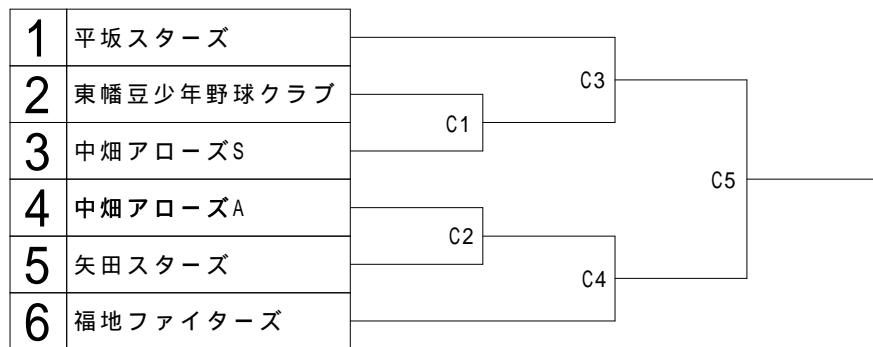 1 平坂スターズ
2 東幡豆少年野球クラブ
3 中畑アローズS
4 中畑アローズA
5 矢田スターズ
6 福地ファイターズ
C3
C1
C5
C2
C4